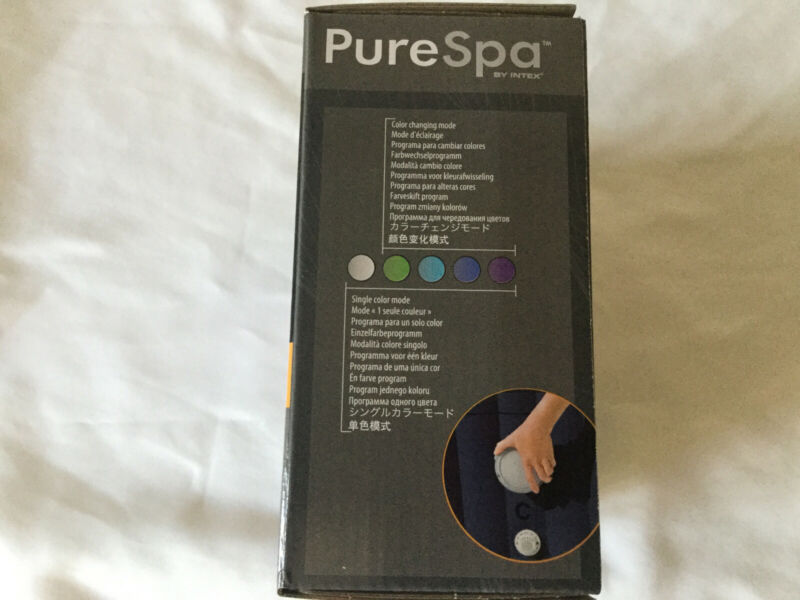 PureSpa™
BY INTEX®
Color changing mode
Mode d'éclairage
Programa para cambiar colores
Farbwechselprogramm
Modalità cambio colore
Programma voor kleurafwisseling
Programa para alteras cores
Farveskift program
Program zmiany kolorów
Программа для чередования цветов
カラーチェンジモード
颜色变化模式
Single color mode
Mode « 1 seule couleur »
Programa para un solo color
Einzelfarbeprogramm
Modalità colore singolo
Programma voor één kleur
Programa de uma única cor
Én farve program
Program jednego koloru
Программа одного цвета
シングルカラーモード
单色模式
C